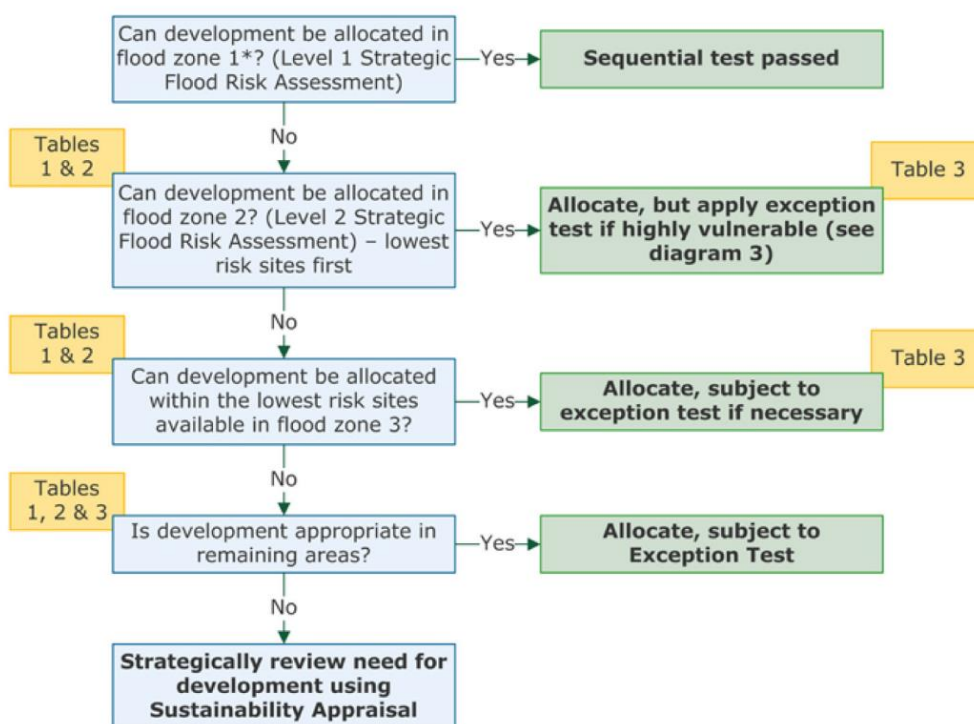 Can development be allocated in
flood zone 1*? (Level 1 Strategic
Flood Risk Assessment)
Yes
Sequential test passed
No
Tables
1 & 2
Table 3
Can development be allocated in
flood zone 2? (Level 2 Strategic
Flood Risk Assessment) – lowest
risk sites first
Yes
Allocate, but apply exception
test if highly vulnerable (see
diagram 3)
No
Tables
1 & 2
Table 3
Can development be allocated
within the lowest risk sites
available in flood zone 3?
Yes
Allocate, subject to
exception test if necessary
No
Tables
1, 2 & 3
Is development appropriate in
remaining areas?
Yes
Allocate, subject to
Exception Test
No
Strategically review need for
development using
Sustainability Appraisal